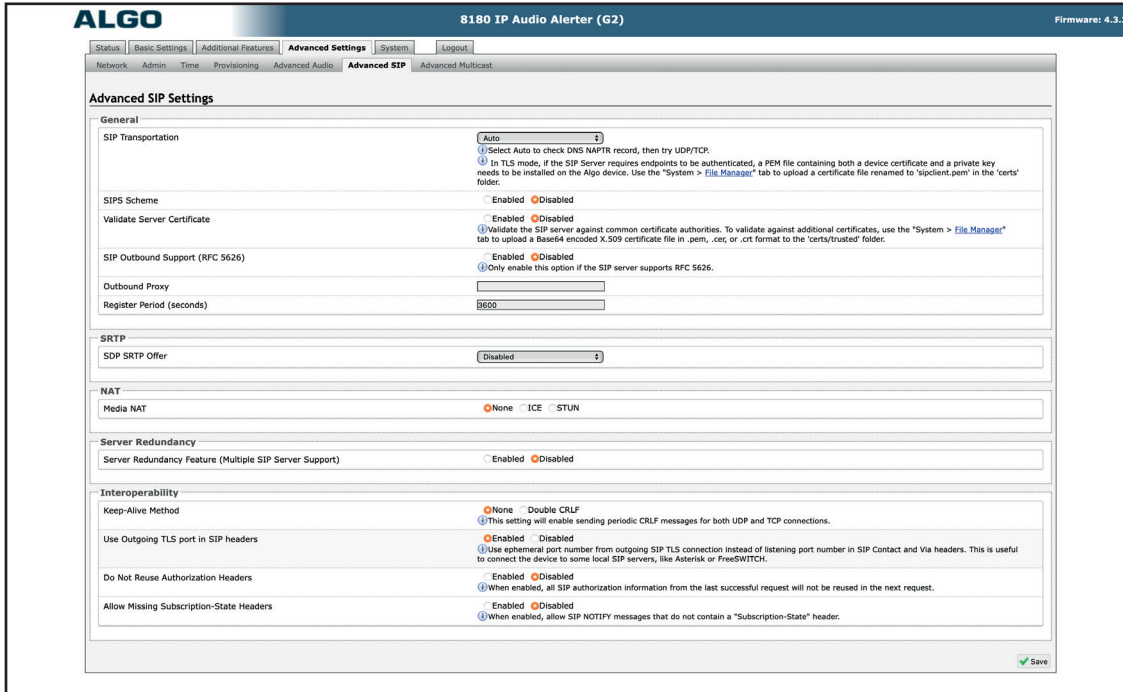 ALGO
8180 IP Audio Alerter (G2)
Firmware: 4.3.
Status Basic Settings Additional Features Advanced Settings System Logout
Network Admin Time Provisioning Advanced Audio Advanced SIP Advanced Multicast
Advanced SIP Settings
General
SIP Transportation
Auto
Select Auto to check DNS NAPTR record, then try UDP/TCP.
In TLS mode, if the SIP Server requires endpoints to be authenticated, a PEM file containing both a device certificate and a private key
needs to be installed on the Algo device. Use the "System > File Manager" tab to upload a certificate file renamed to 'sipclient.pem' in the 'certs'
folder.
SIPS Scheme
Enabled Disabled
Validate Server Certificate
Enabled Disabled
Validate the SIP server against common certificate authorities. To validate against additional certificates, use the "System > File Manager"
tab to upload a Base64 encoded X.509 certificate file in .pem, .cer, or .crt format to the 'certs/trusted' folder.
SIP Outbound Support (RFC 5626)
Enabled Disabled
Only enable this option if the SIP server supports RFC 5626.
Outbound Proxy
Register Period (seconds)
3600
SRTP
SDP SRTP Offer
Disabled
NAT
Media NAT
None ICE STUN
Server Redundancy
Server Redundancy Feature (Multiple SIP Server Support)
Enabled Disabled
Interoperability
Keep-Alive Method
None Double CRLF
This setting will enable sending periodic CRLF messages for both UDP and TCP connections.
Use Outgoing TLS port in SIP headers
Enabled Disabled
Use ephemeral port number from outgoing SIP TLS connection instead of listening port number in SIP Contact and Via headers. This is useful
to connect the device to some local SIP servers, like Asterisk or FreeSWITCH.
Do Not Reuse Authorization Headers
Enabled Disabled
When enabled, all SIP authorization information from the last successful request will not be reused in the next request.
Allow Missing Subscription-State Headers
Enabled Disabled
When enabled, allow SIP NOTIFY messages that do not contain a "Subscription-State" header.
Save